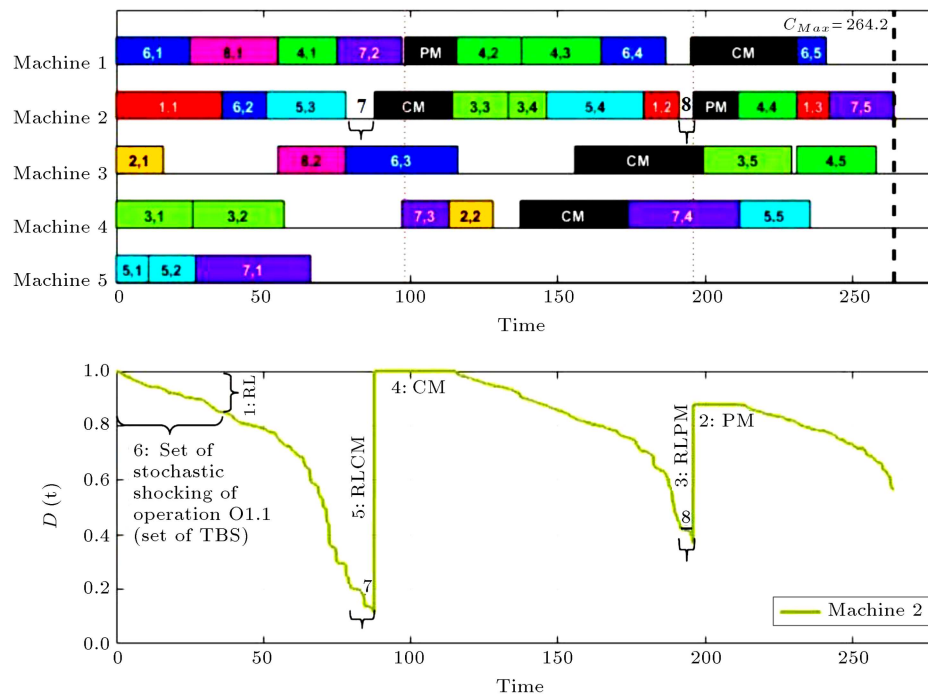 C_Max = 264.2
Machine 1 6,1 8,1 4,1 7,2 PM 4,2 4,3 6,4 CM 6,5
Machine 2 1.1 6,2 5,3 7 CM 3,3 3,4 5,4 1,2 8 PM 4,4 1,3 7,5
Machine 3 2,1 8.2 6,3 CM 3,5 4,5
Machine 4 3,1 3,2 7,3 2,2 CM 7,4 5.5
Machine 5 5,1 5,2 7,1
0 50 100 150 200 250
Time
1.0
0.8
0.6
0.4
0.2
0.0
D (t)
1: RL
6: Set of
stochastic
shocking of
operation O1.1
(set of TBS)
5: RLCM
7
4: CM
3: RLPM
8
2: PM
Machine 2
0 50 100 150 200 250
Time